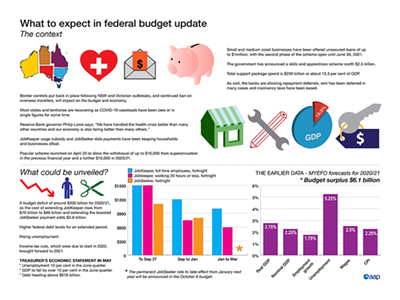 What to expect in federal budget update
The context
Border controls put back in place following NSW and Victorian outbreaks, and continued ban on
overseas travellers, will impact on the budget and economy.
Most states and territories are recovering as COVID-19 caseloads have been zero or in
single figures for some time.
Reserve Bank governor Philip Lowe says: "We have handled the health crisis better than many
other countries and our economy is also faring better than many others."
JobKeeper wage subsidy and JobSeeker dole payments have been keeping households
and businesses afloat.
Popular scheme launched on April 20 to allow the withdrawal of up to $10,000 from superannuation
in the previous financial year and a further $10,000 in 2020/21.
Small and medium sized businesses have been offered unsecured loans of up
to $1million, with the second phase of the scheme open until June 30, 2021.
The government has announced a skills and apprentices scheme worth $2.5 billion.
Total support package spend is $259 billion or about 13.3 per cent of GDP.
As well, the banks are allowing repayment deferrals, rent has been deferred in
many cases and insolvency laws have been eased.
13.3%
GDP
$
What could be unveiled?
A budget deficit of around $200 billion for 2020/21,
as the cost of extending JobKeeper rises from
$70 billion to $86 billion and extending the boosted
JobSeeker payment adds $3.8 billion.
Higher federal debt levels for an extended period.
Rising unemployment.
Income tax cuts, which were due to start in 2022,
brought forward to 2021.
TREASURER'S ECONOMIC STATEMENT IN MAY
* Unemployment 10 per cent in the June quarter.
* GDP to fall by over 10 per cent in the June quarter.
* Debt heading above $618 billion.
JobKeeper, full time employees, fortnight
JobKeeper, working 20 hours or less, fortnight
JobSeeker, fortnight
$1500
1200
900
600
300
0
To Sep 27
Sep to Jan
Jan to Mar
*
* The permanent JobSeeker rate to take effect from January next
year will be announced in the October 6 budget.
THE EARLIER DATA - MYEFO forecasts for 2020/21
* Budget surplus $6.1 billion
6%
5
4
3
2
1
0
2.75%
2.25%
1.75%
5.25%
2.5%
2.25%
Real GDP
Nominal GDP
Employment
growth
Unemployment
Wages
CPI
aap